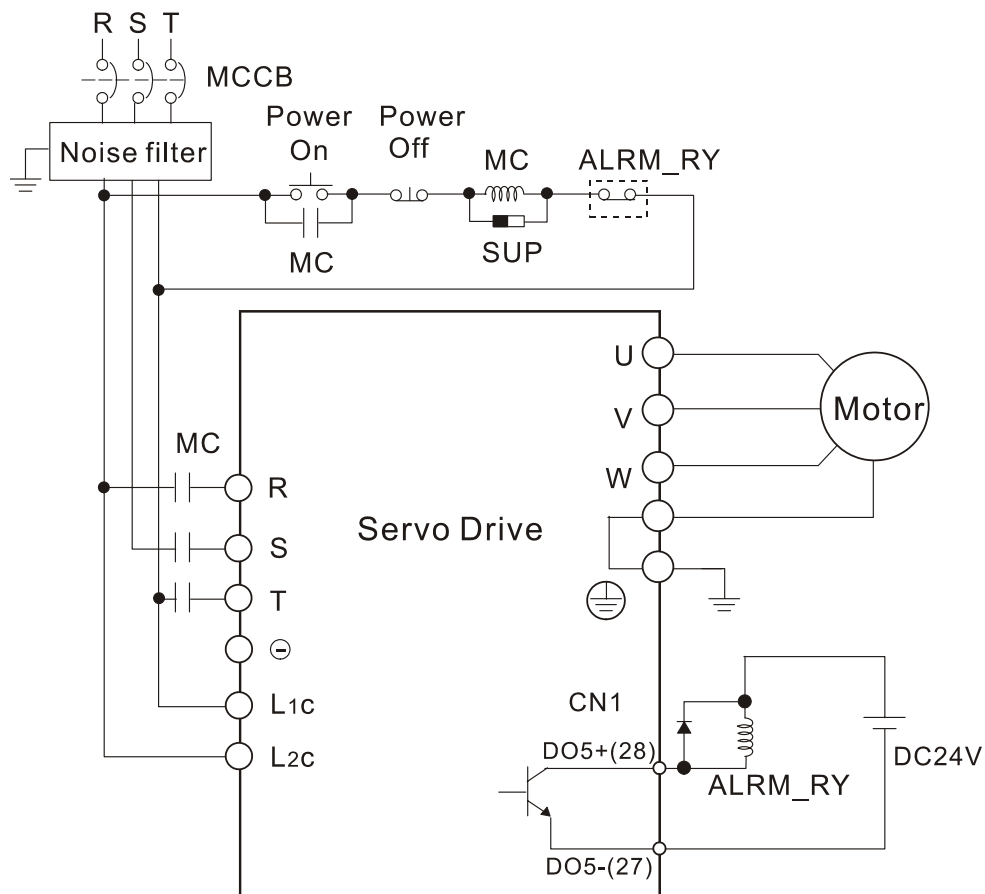 R S T
MCCB
Noise filter
Power
On
Power
Off
MC
ALRM_RY
MC
SUP
U
V
W
Motor
MC
R
S
T
Servo Drive
L1c
L2c
CN1
DO5+(28)
DO5-(27)
ALRM_RY
DC24V